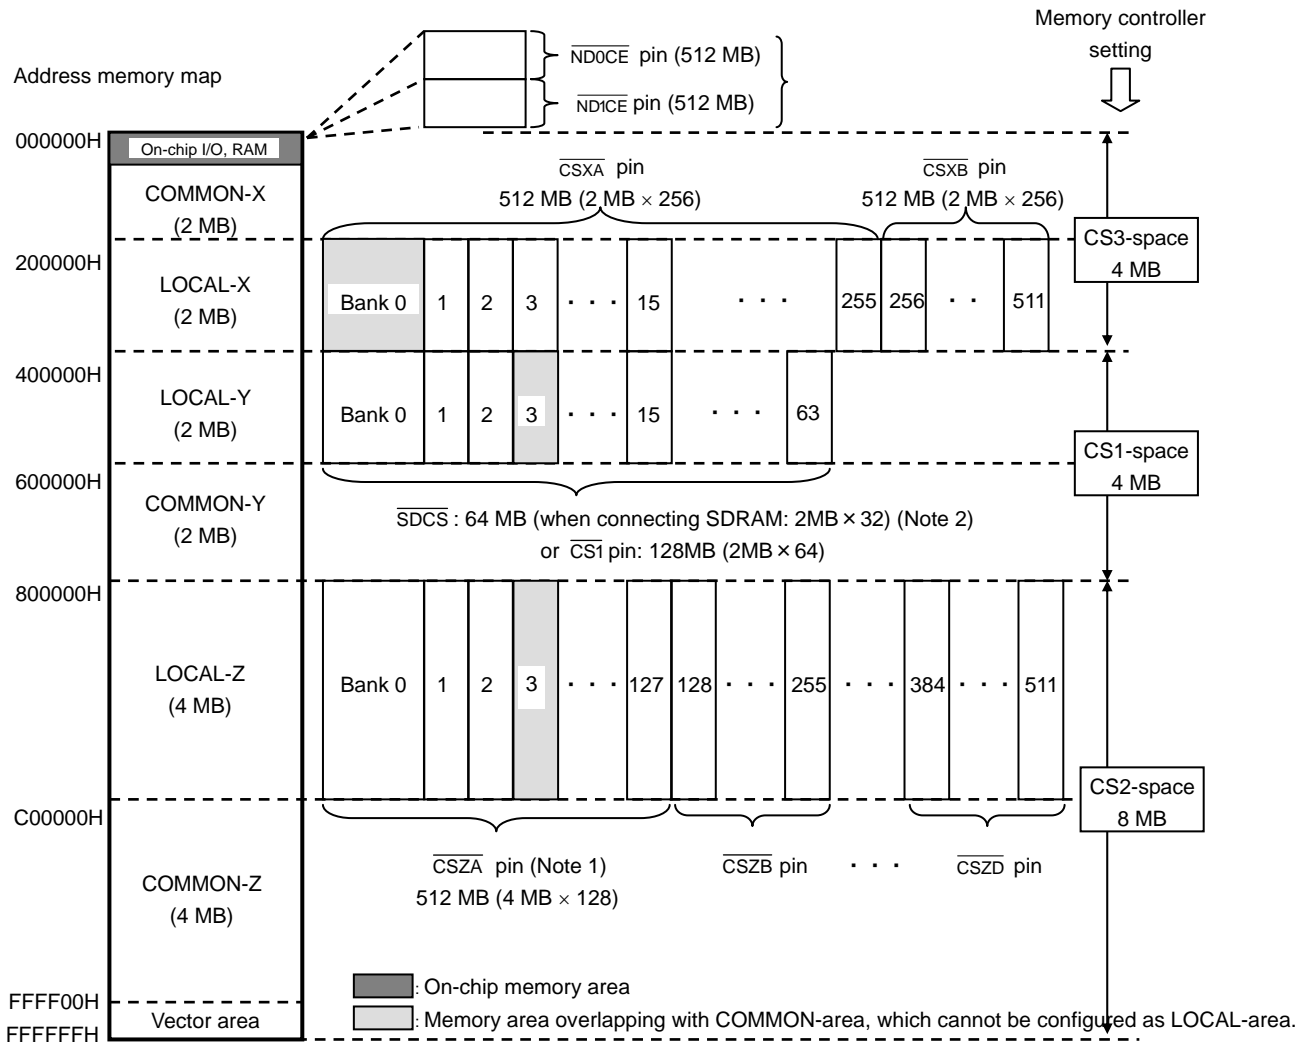 Memory controller
setting
Address memory map
ND0CE pin (512 MB)
ND1CE pin (512 MB)
000000H
On-chip I/O, RAM
CSXA pin
512 MB (2 MB × 256)
CSXB pin
512 MB (2 MB × 256)
COMMON-X
(2 MB)
CS3-space
4 MB
200000H
LOCAL-X
(2 MB)
Bank 0 1 2 3 · · · 15 · · · 255 256 · · 511
400000H
LOCAL-Y
(2 MB)
Bank 0 1 2 3 · · · 15 · · · 63
CS1-space
4 MB
600000H
COMMON-Y
(2 MB)
SDCS : 64 MB (when connecting SDRAM: 2MB × 32) (Note 2)
or CS1 pin: 128MB (2MB × 64)
800000H
LOCAL-Z
(4 MB)
Bank 0 1 2 3 · · · 127 128 · · · 255 · · · 384 · · · 511
CS2-space
8 MB
C00000H
CSZA pin (Note 1)
512 MB (4 MB × 128)
CSZB pin · · · CSZD pin
COMMON-Z
(4 MB)
: On-chip memory area
FFFF00H
Vector area
: Memory area overlapping with COMMON-area, which cannot be configured as LOCAL-area.
FFFFFFH